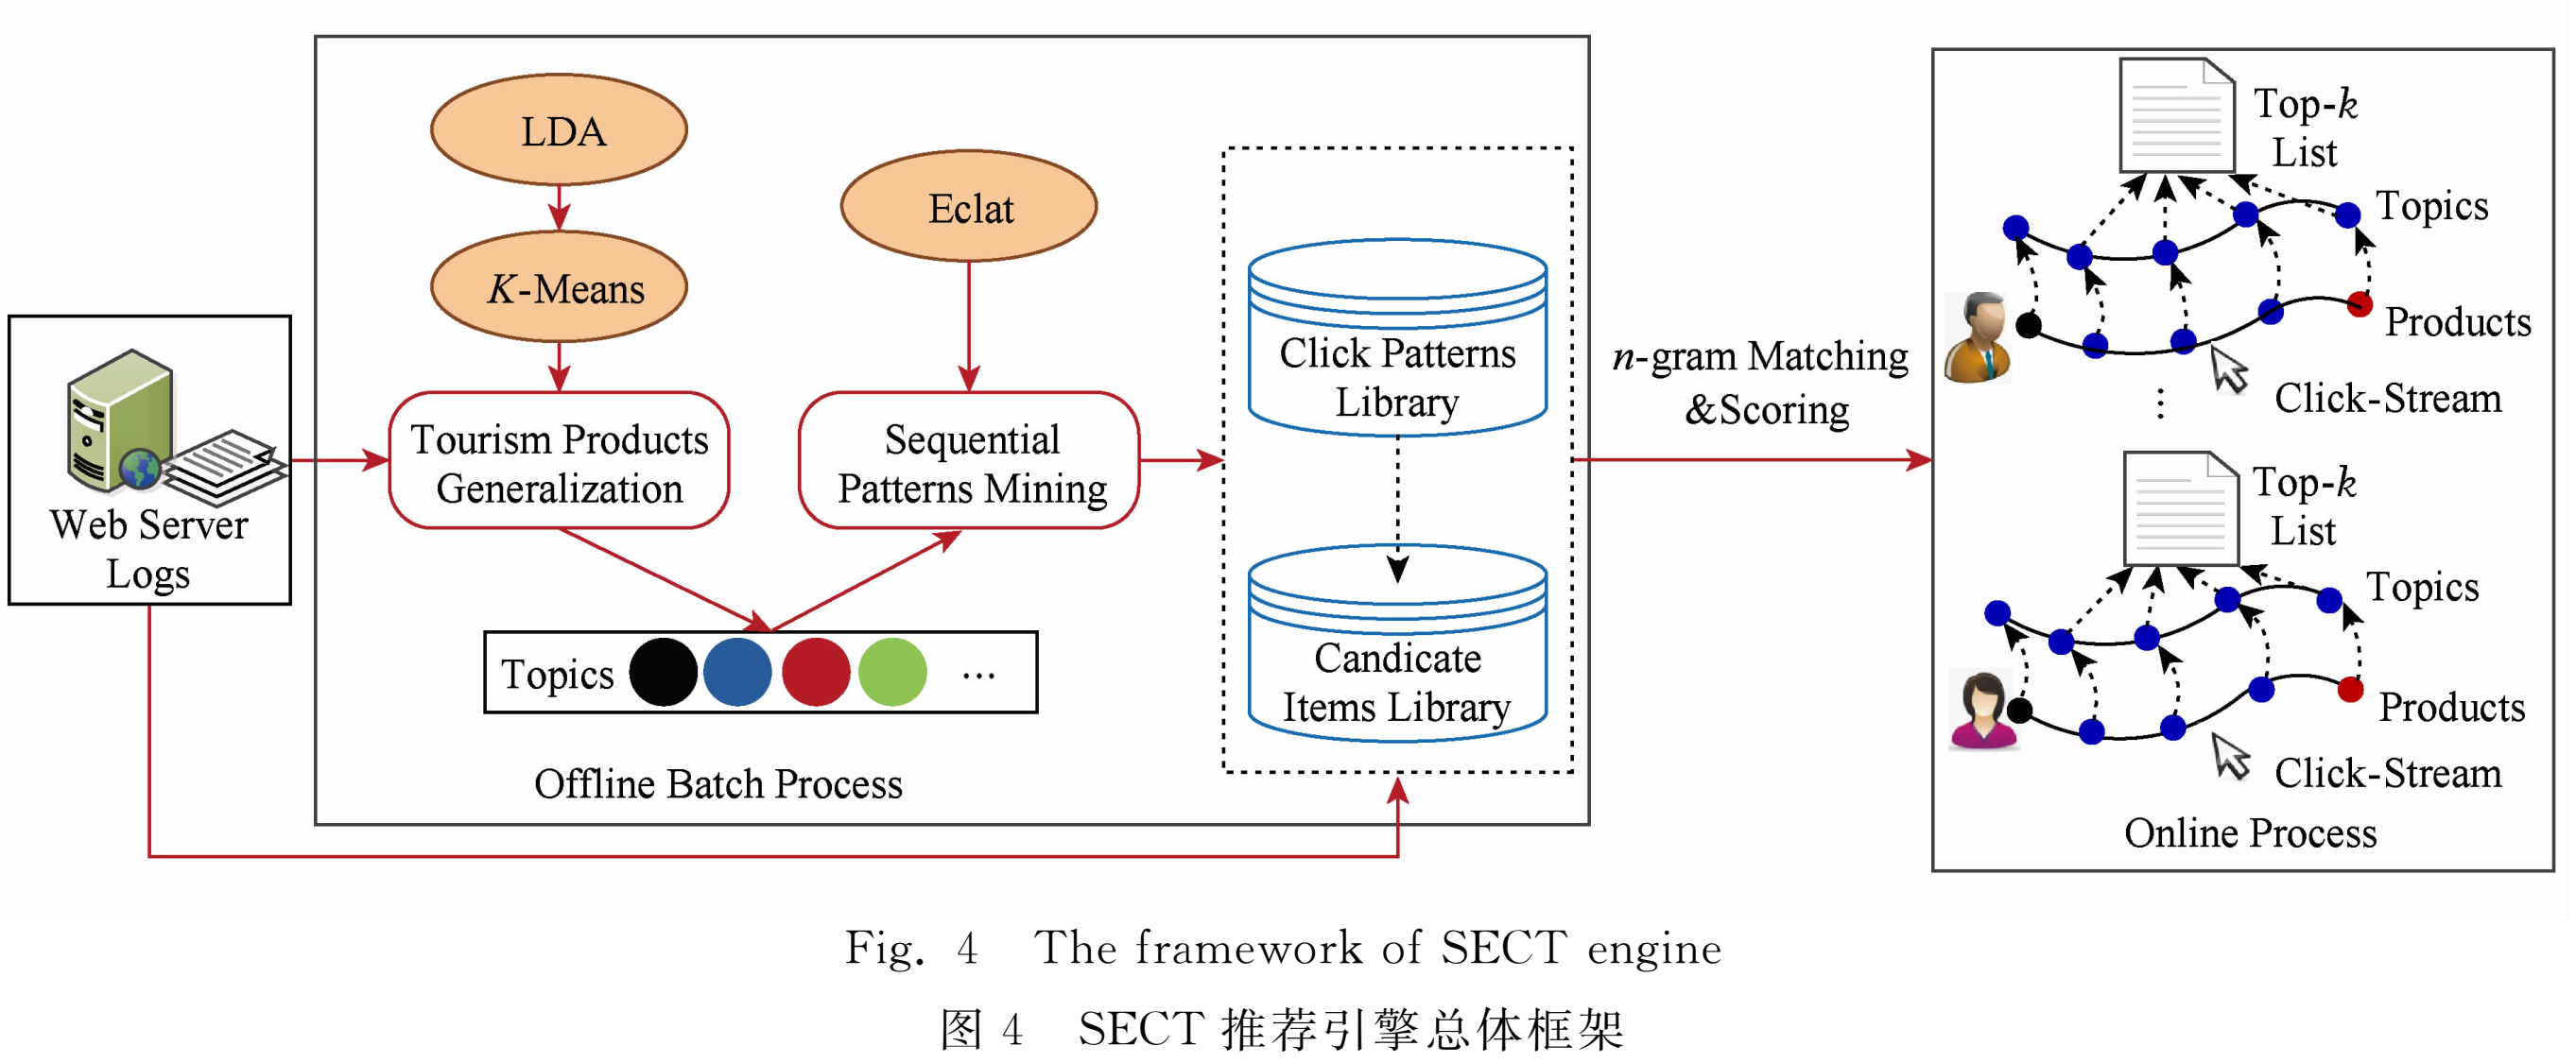 LDA
K-Means
Eclat
Web Server
Logs
Tourism Products
Generalization
Sequential
Patterns Mining
Topics
...
Offline Batch Process
Click Patterns
Library
Candicate
Items Library
n-gram Matching
&Scoring
Top-k
List
Topics
Products
Click-Stream
⋮
Top-k
List
Topics
Products
Click-Stream
Online Process
Fig. 4 The framework of SECT engine
图 4 SECT 推荐引擎总体框架